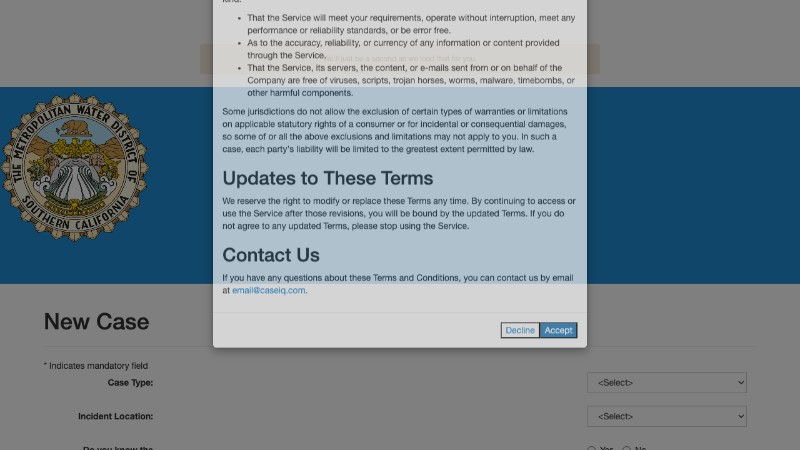 • That the Service will meet your requirements, operate without interruption, meet any
performance or reliability standards, or be error free.
• As to the accuracy, reliability, or currency of any information or content provided
through the Service.
• That the Service, its servers, the content, or e-mails sent from or on behalf of the
Company are free of viruses, scripts, trojan horses, worms, malware, timebombs, or
other harmful components.
Some jurisdictions do not allow the exclusion of certain types of warranties or limitations
on applicable statutory rights of a consumer or for incidental or consequential damages,
so some of or all the above exclusions and limitations may not apply to you. In such a
case, each party's liability will be limited to the greatest extent permitted by law.
THE METROPOLITAN WATER DISTRICT OF
SOUTHERN CALIFORNIA
Updates to These Terms
We reserve the right to modify or replace these Terms any time. By continuing to access or
use the Service after those revisions, you will be bound by the updated Terms. If you do
not agree to any updated Terms, please stop using the Service.
Contact Us
If you have any questions about these Terms and Conditions, you can contact us by email
at email@caseiq.com.
Decline Accept
New Case
* Indicates mandatory field
Case Type: <Select>
Incident Location: <Select>
Do you know the Yes No